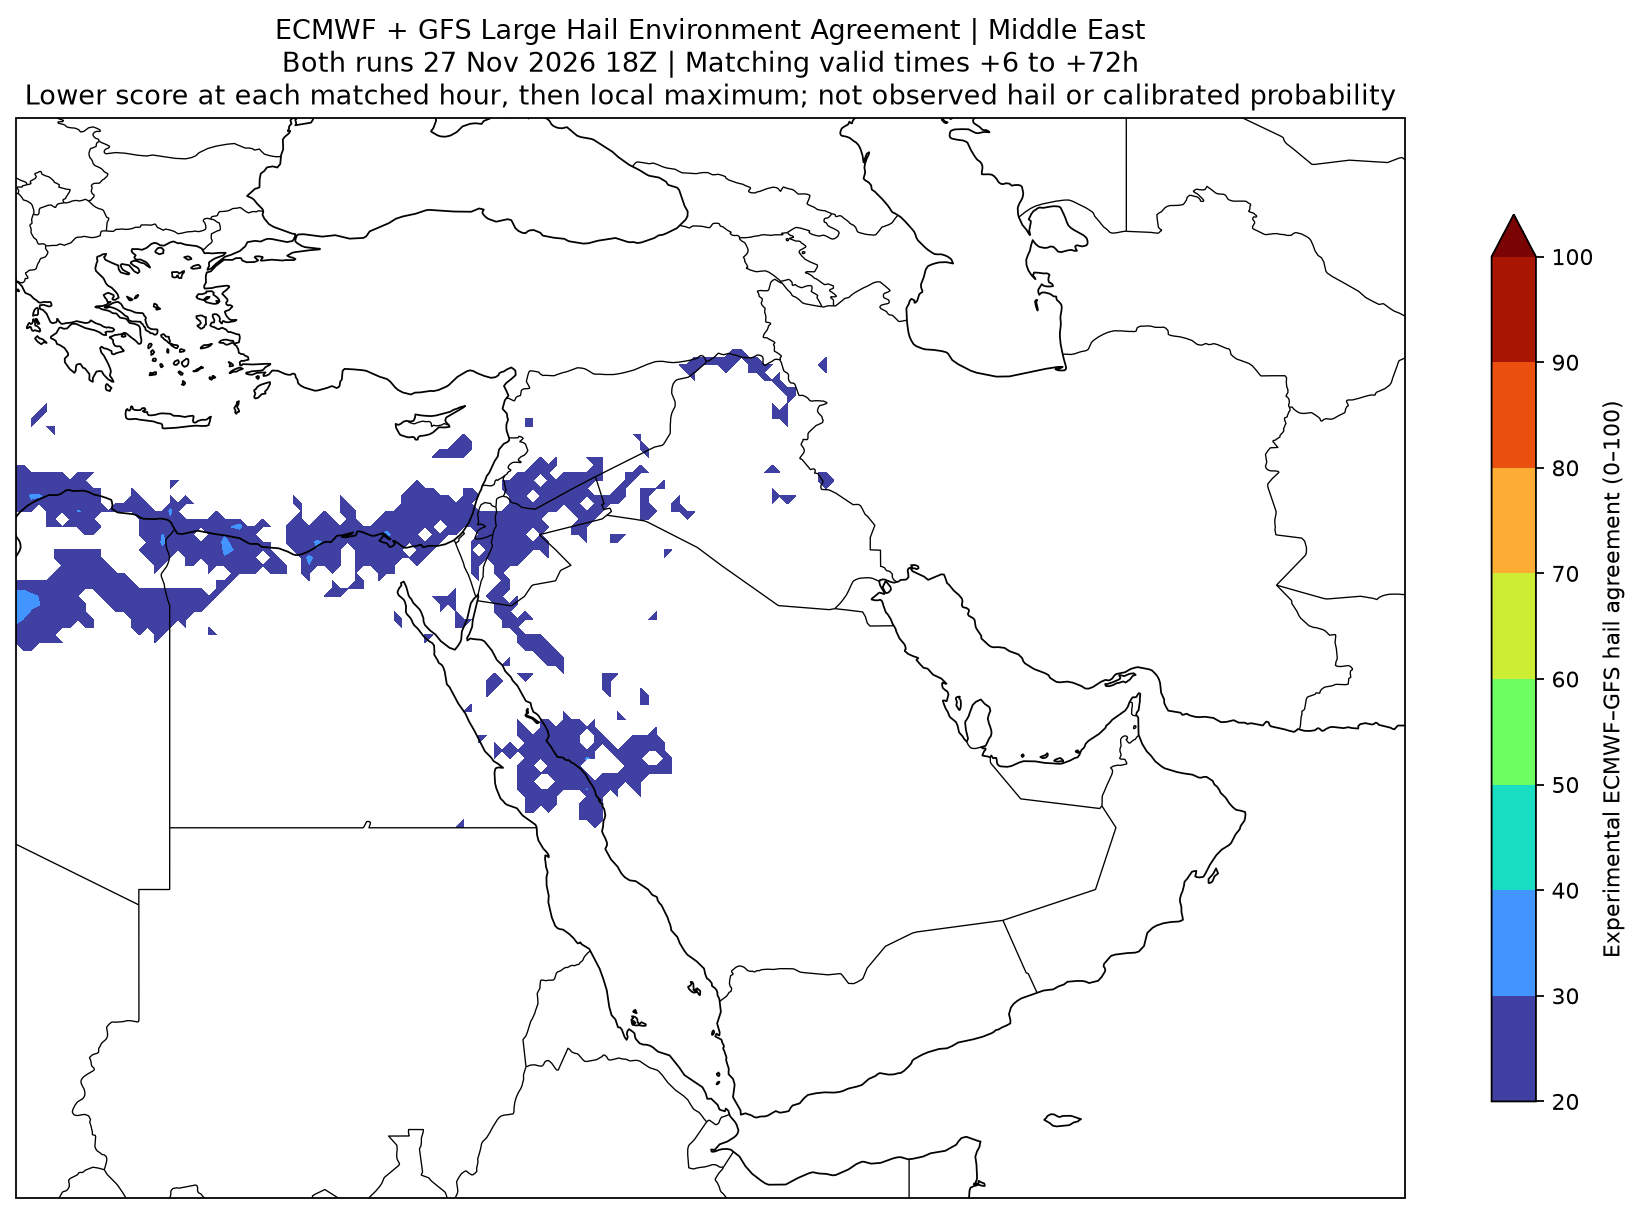 ECMWF + GFS Large Hail Environment Agreement | Middle East
Both runs 27 Nov 2026 18Z | Matching valid times +6 to +72h
Lower score at each matched hour, then local maximum; not observed hail or calibrated probability
100
90
80
70
60
50
40
30
20
Experimental ECMWF–GFS hail agreement (0–100)